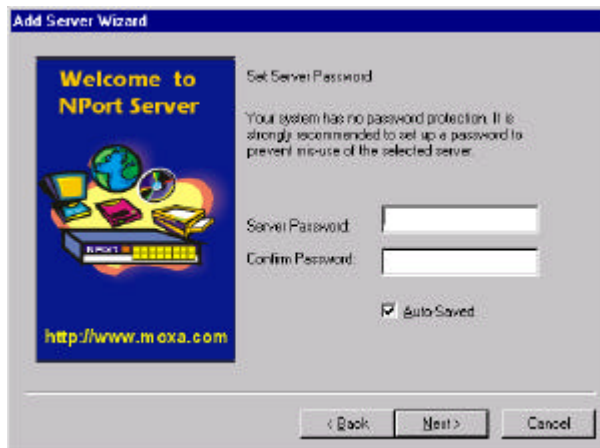 Add Server Wizard
Welcome to
NPort Server
NPORT
http://www.moxa.com
Set Server Password
Your system has no password protection. It is
strongly recommended to set up a password to
prevent mis-use of the selected server.
Server Password:
Confirm Password:
Auto-Saved
< Back
Next >
Cancel